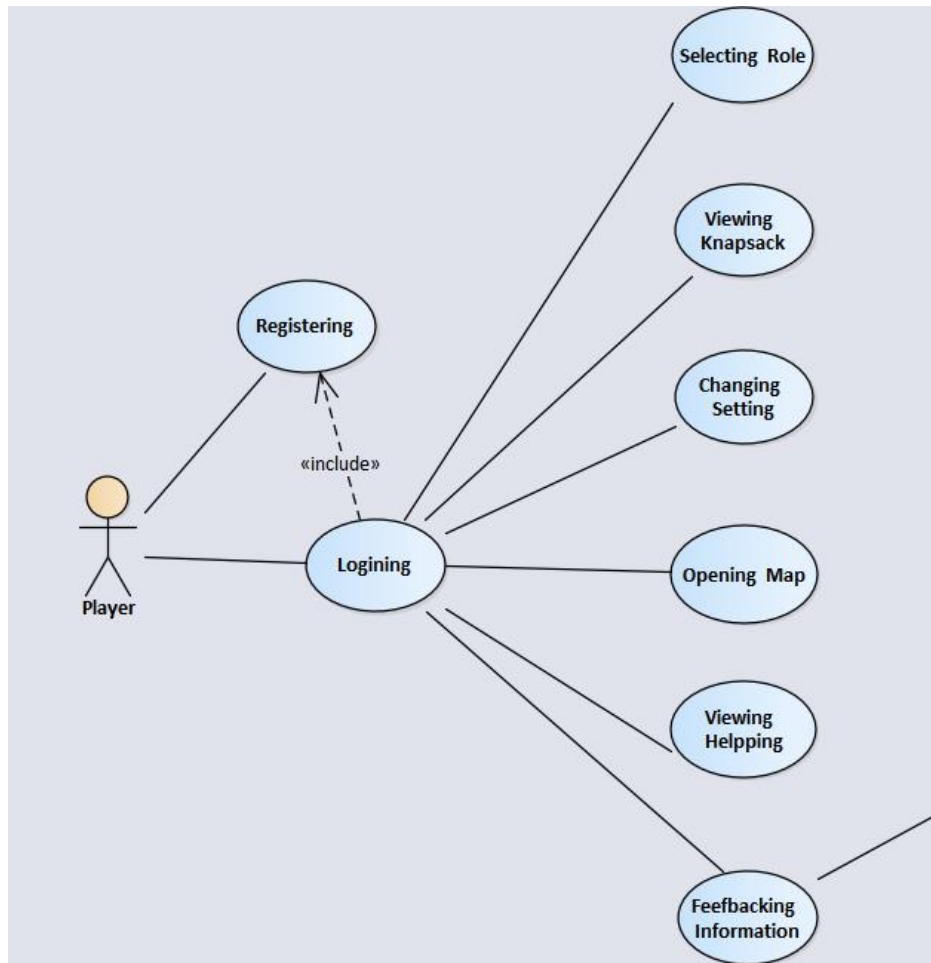 Selecting Role
Viewing
Knapsack
Registering
Changing
Setting
«include»
Logining
Opening Map
Player
Viewing
Helpping
Feefbacking
Information